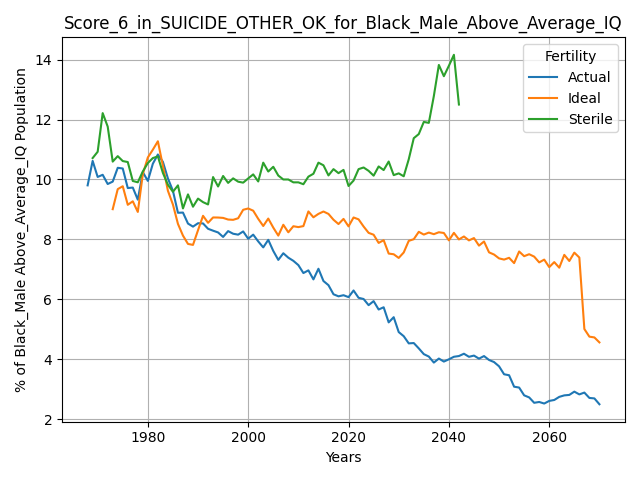 Score_6_in_SUICIDE_OTHER_OK_for_Black_Male_Above_Average_IQ
% of Black_Male Above_Average_IQ Population
14
12
10
8
6
4
2
Fertility
Actual
Ideal
Sterile
1980
2000
2020
2040
2060
Years